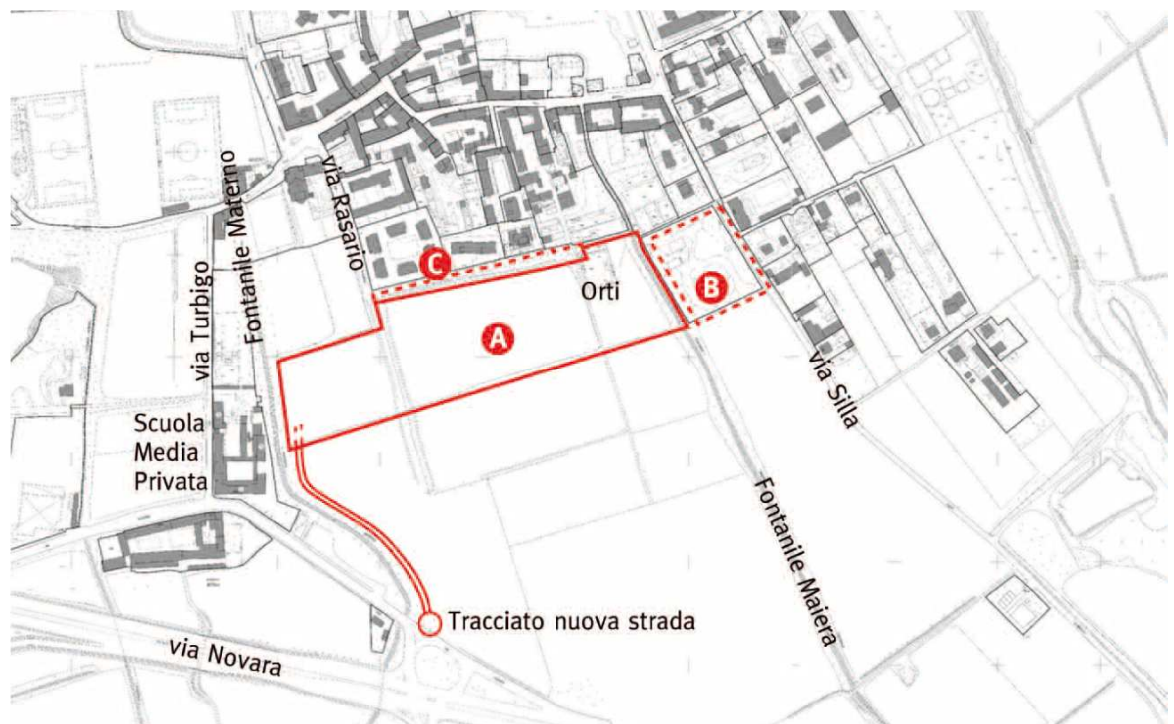 via Turbigo
Fontanile Materno
via Rasario
C
Orti
B
A
via Silla
Scuola
Media
Privata
Fontanile Maiera
Tracciato nuova strada
via Novara